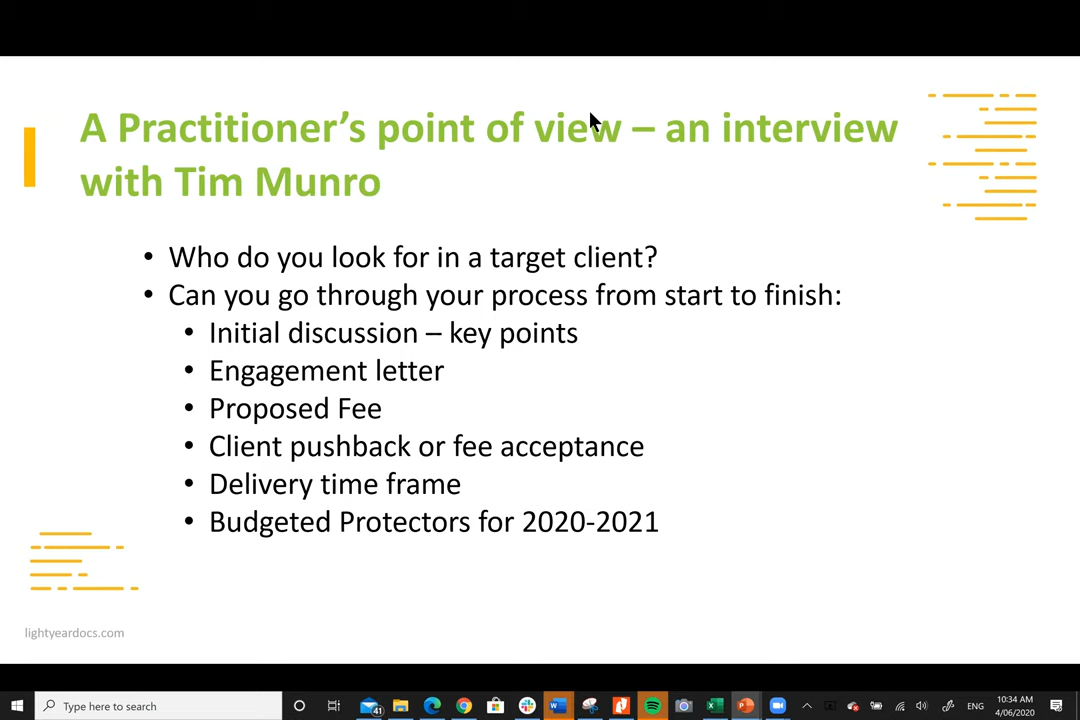 A Practitioner’s point of view – an interview
with Tim Munro
• Who do you look for in a target client?
• Can you go through your process from start to finish:
• Initial discussion – key points
• Engagement letter
• Proposed Fee
• Client pushback or fee acceptance
• Delivery time frame
• Budgeted Protectors for 2020-2021
lightyeardocs.com
Type here to search
41
ENG
10:34 AM
4/06/2020